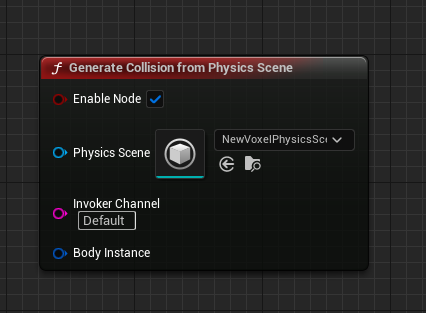 f Generate Collision from Physics Scene
Enable Node
Physics Scene
NewVoxelPhysicsSc
Invoker Channel
Default
Body Instance